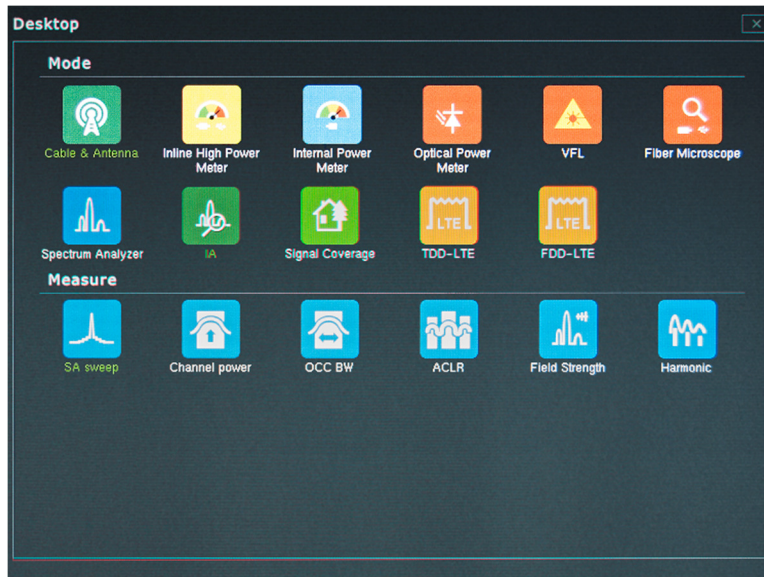 Desktop
Mode
Cable & Antenna
Inline High Power
Meter
Internal Power
Meter
Optical Power
Meter
VFL
Fiber Microscope
Spectrum Analyzer
IA
Signal Coverage
LTE
TDD-LTE
LTE
FDD-LTE
Measure
SA sweep
Channel power
OCC BW
ACLR
Field Strength
Harmonic